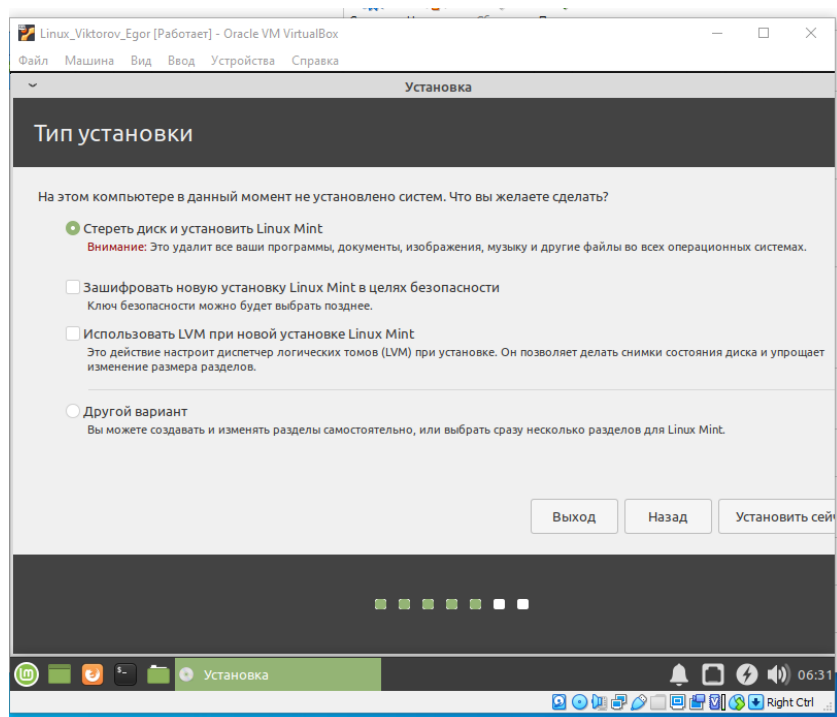 Linux_Viktorov_Egor [Работает] - Oracle VM VirtualBox
Файл Машина Вид Ввод Устройства Справка
Установка
Тип установки
На этом компьютере в данный момент не установлено систем. Что вы желаете сделать?
Стереть диск и установить Linux Mint
Внимание: Это удалит все ваши программы, документы, изображения, музыку и другие файлы во всех операционных системах.
Зашифровать новую установку Linux Mint в целях безопасности
Ключ безопасности можно будет выбрать позднее.
Использовать LVM при новой установке Linux Mint
Это действие настроит диспетчер логических томов (LVM) при установке. Он позволяет делать снимки состояния диска и упрощает
изменение размера разделов.
Другой вариант
Вы можете создавать и изменять разделы самостоятельно, или выбрать сразу несколько разделов для Linux Mint.
Выход Назад Установить сей
Установка 06:31
Right Ctrl